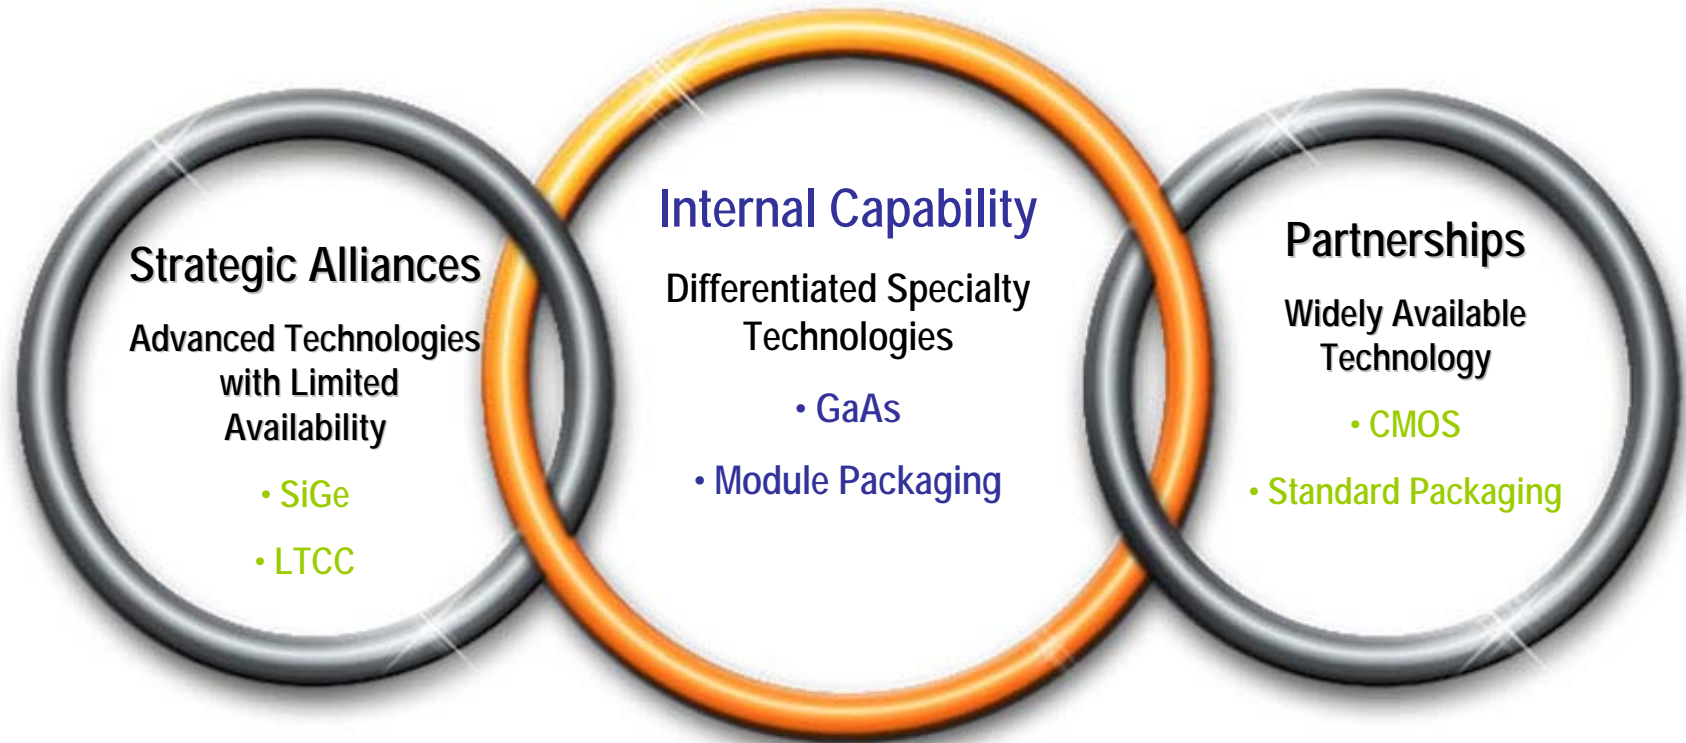 Strategic Alliances
Advanced Technologies
with Limited
Availability
• SiGe
• LTCC
Internal Capability
Differentiated Specialty
Technologies
• GaAs
• Module Packaging
Partnerships
Widely Available
Technology
• CMOS
• Standard Packaging